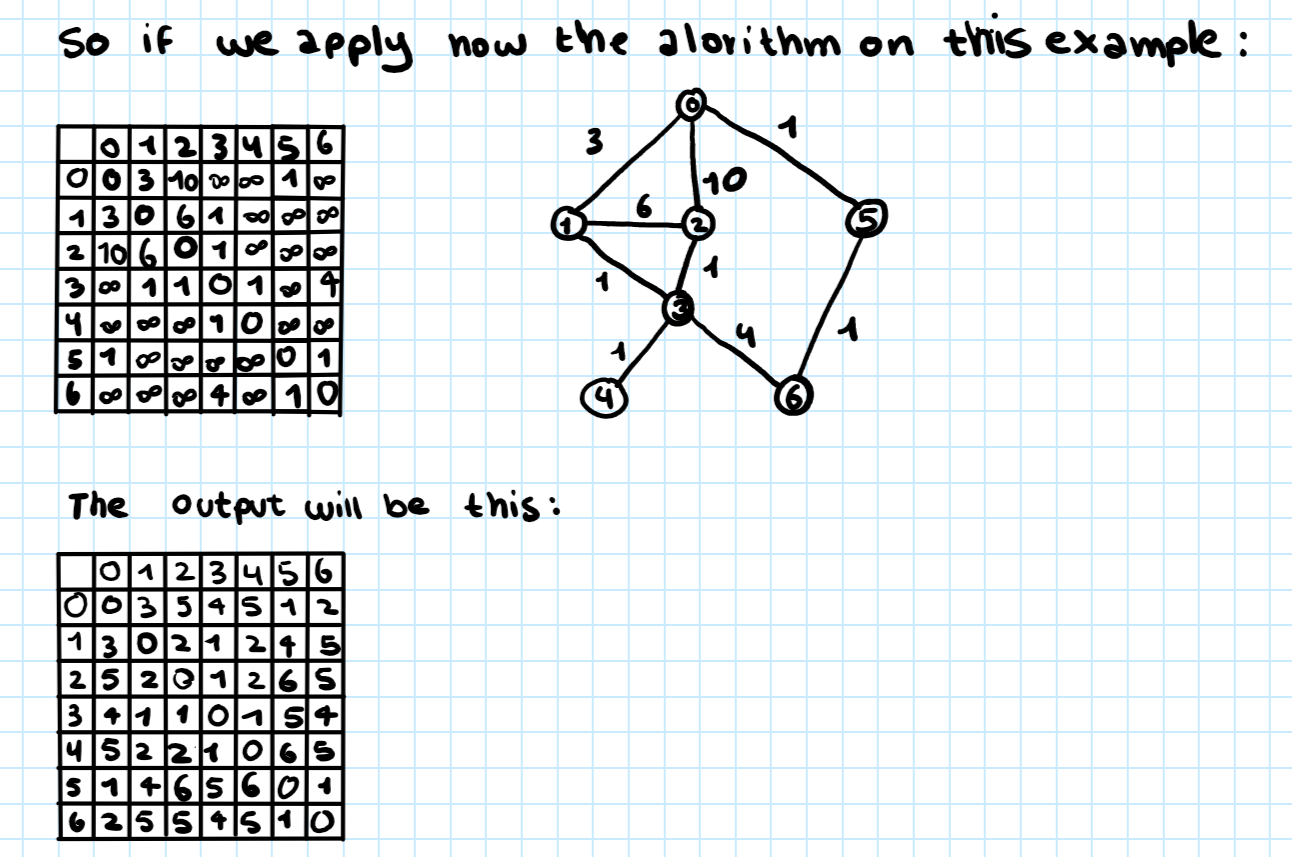 So if we apply now the alorithm on this example:
0 1 2 3 4 5 6
0 0 3 10 ∞ ∞ 1 ∞
1 3 0 6 1 ∞ ∞ ∞
2 10 6 0 1 ∞ ∞ ∞
3 ∞ 1 1 0 1 ∞ 4
4 ∞ ∞ ∞ 1 0 ∞ ∞
5 1 ∞ ∞ ∞ ∞ 0 1
6 ∞ ∞ ∞ 4 ∞ 1 0
0
3 1
10
6
1 2 5
1 1
3
1 4 1
4 6
The output will be this:
0 1 2 3 4 5 6
0 0 3 5 4 5 1 2
1 3 0 2 1 2 4 5
2 5 2 0 1 2 6 5
3 4 1 1 0 1 5 4
4 5 2 2 1 0 6 5
5 1 4 6 5 6 0 1
6 2 5 5 4 5 1 0